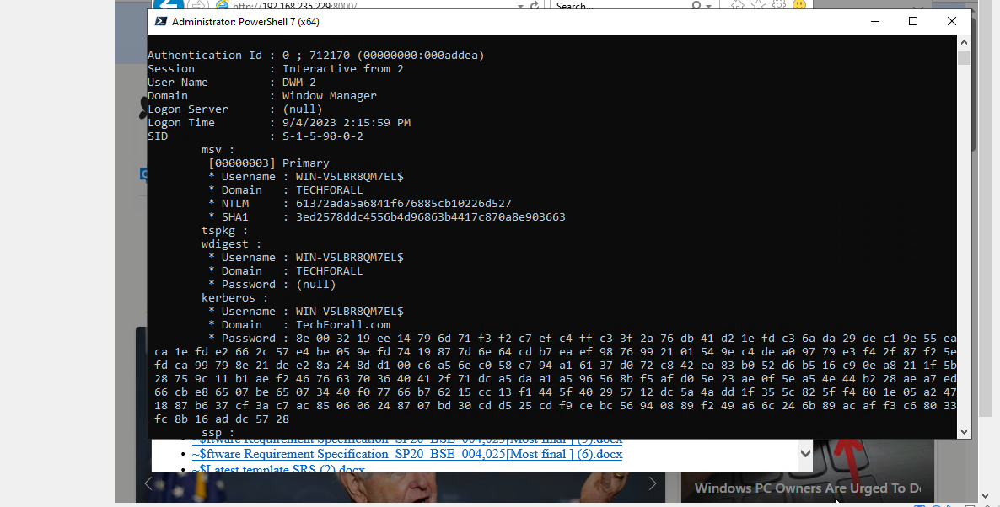 http://192.168.235.229:8000/
Search...
Administrator: PowerShell 7 (x64)
Authentication Id : 0 ; 712170 (00000000:000addea)
Session : Interactive from 2
User Name : DWM-2
Domain : Window Manager
Logon Server : (null)
Logon Time : 9/4/2023 2:15:59 PM
SID : S-1-5-90-0-2
msv :
[00000003] Primary
* Username : WIN-V5LBR8QM7EL$
* Domain : TECHFORALL
* NTLM : 61372ada5a6841f676885cb10226d527
* SHA1 : 3ed2578ddc4556b4d96863b4417c870a8e903663
tspkg :
wdigest :
* Username : WIN-V5LBR8QM7EL$
* Domain : TECHFORALL
* Password : (null)
kerberos :
* Username : WIN-V5LBR8QM7EL$
* Domain : TechForall.com
* Password : 8e 00 32 19 ee 14 79 6d 71 f3 f2 c7 ef c4 ff c3 3f 2a 76 db 41 d2 1e fd c3 6a da 29 de c1 9e 55 ea
ca 1e fd e2 66 2c 57 e4 be 05 9e fd 74 19 87 7d 6e 64 cd b7 ea ef 98 76 99 21 01 54 9e c4 de a0 97 79 e3 f4 2f 87 f2 5e
fd ca 99 79 8e 21 de e2 8a 24 8d d1 00 c6 a5 6e c0 58 e7 94 a1 61 37 d0 72 c8 42 ea 83 b0 52 d6 b5 16 c9 0e a8 21 1f 5b
28 75 9c 11 b1 ae f2 46 76 63 70 36 40 41 2f 71 dc a5 da a1 a5 96 56 8b f5 af d0 5e 23 ae 0f 5e a5 4e 44 b2 28 ae a7 ed
66 cb e8 65 07 be 65 07 34 40 f0 77 66 b7 62 15 cc 13 f1 44 5f 40 29 57 12 dc 5a 4a dd 1f 35 5c 82 5f f4 80 1e 05 a2 47
18 87 b6 37 cf 3a c7 ac 85 06 06 24 87 07 bd 30 cd d5 25 cd f9 ce bc 56 94 08 89 f2 49 a6 6c 24 6b 89 ac af f3 c6 80 33
fc 8b 16 ad dc 57 28
ssp :
~$ftware Requirement Specification SP20_BSE_004,025[Most final ] (5).docx
~$ftware Requirement Specification SP20_BSE_004,025[Most final ] (6).docx
~$Latest template SRS (2).docx
Windows PC Owners Are Urged To D